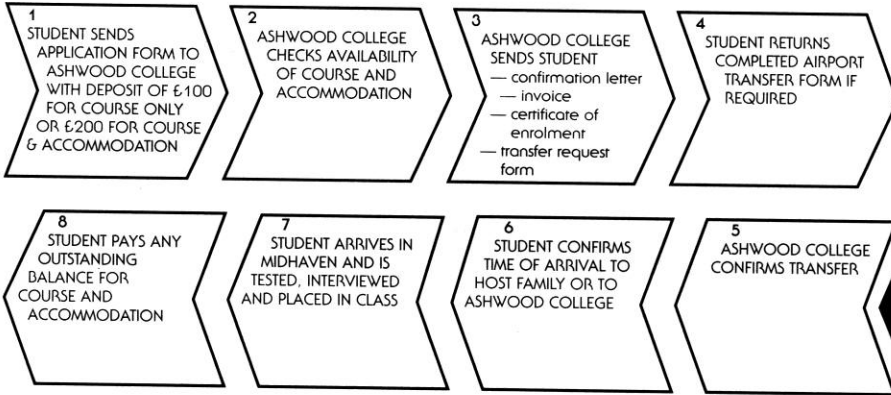 1
STUDENT SENDS
APPLICATION FORM TO
ASHWOOD COLLEGE
WITH DEPOSIT OF £100
FOR COURSE ONLY
OR £200 FOR COURSE
& ACCOMMODATION
2
ASHWOOD COLLEGE
CHECKS AVAILABILITY
OF COURSE AND
ACCOMMODATION
3
ASHWOOD COLLEGE
SENDS STUDENT
— confirmation letter
— invoice
— certificate of
enrolment
— transfer request
form
4
STUDENT RETURNS
COMPLETED AIRPORT
TRANSFER FORM IF
REQUIRED
5
ASHWOOD COLLEGE
CONFIRMS TRANSFER
6
STUDENT CONFIRMS
TIME OF ARRIVAL TO
HOST FAMILY OR TO
ASHWOOD COLLEGE
7
STUDENT ARRIVES IN
MIDHAVEN AND IS
TESTED, INTERVIEWED
AND PLACED IN CLASS
8
STUDENT PAYS ANY
OUTSTANDING
BALANCE FOR
COURSE AND
ACCOMMODATION